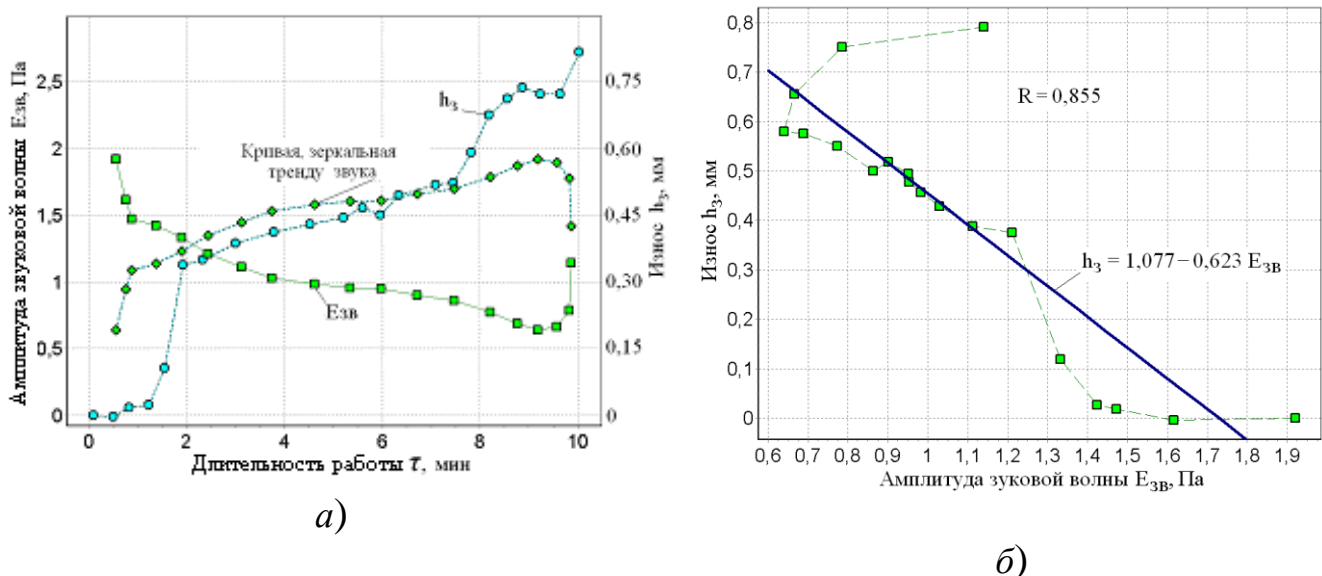 Амплитуда звуковой волны Eзв, Па
2,5
2
1,5
1
0,5
0
0,75
0,60
0,45
0,30
0,15
0
Износ hз, мм
hз
Кривая, зеркальная
тренду звука
Eзв
0 2 4 6 8 10
Длительность работы τ, мин
а)
Износ hз, мм
0,8
0,7
0,6
0,5
0,4
0,3
0,2
0,1
0
R = 0,855
hз = 1,077 – 0,623 EЗВ
0,6 0,7 0,8 0,9 1 1,1 1,2 1,3 1,4 1,5 1,6 1,7 1,8 1,9
Амплитуда зуковой волны EЗВ, Па
б)